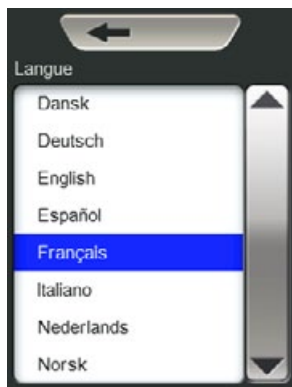 Langue
Dansk
Deutsch
English
Español
Français
Italiano
Nederlands
Norsk